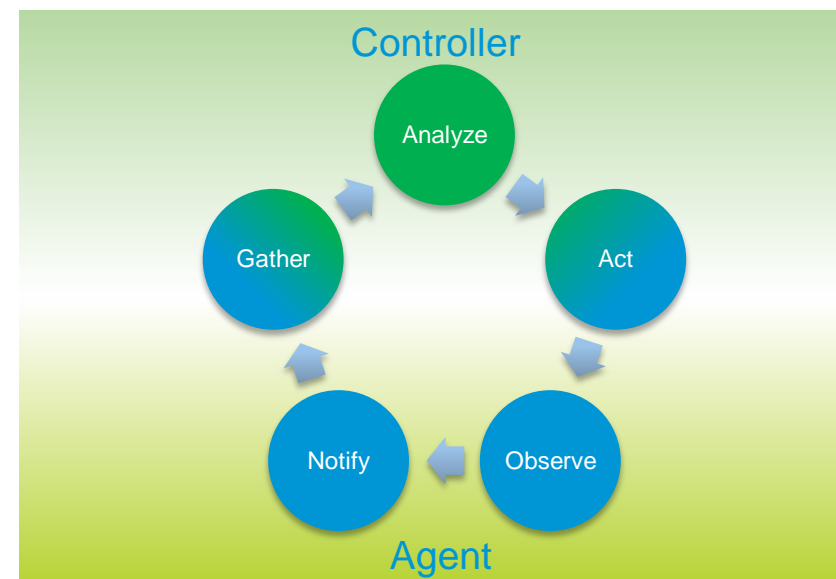 Controller
Analyze
Gather
Act
Notify
Observe
Agent